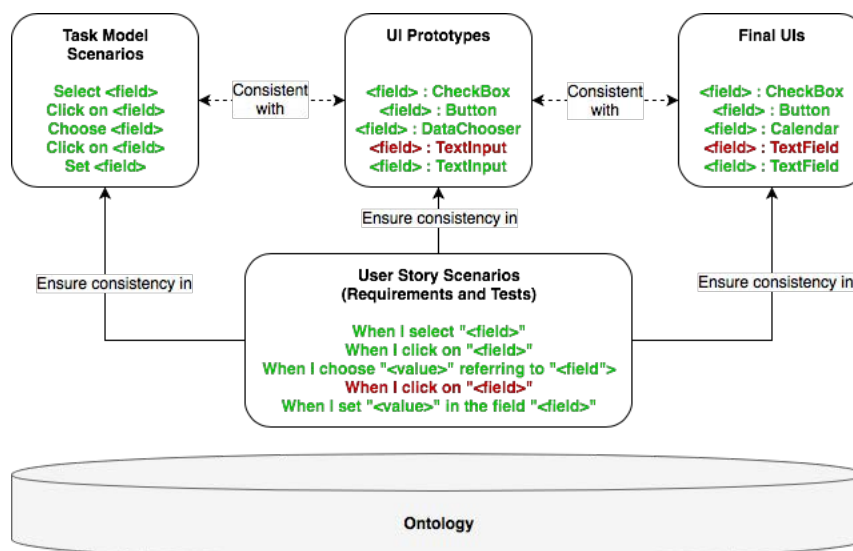 Task Model
Scenarios
Select <field>
Click on <field>
Choose <field>
Click on <field>
Set <field>
Consistent
with
UI Prototypes
<field> : CheckBox
<field> : Button
<field> : DataChooser
<field> : TextInput
<field> : TextInput
Consistent
with
Final UIs
<field> : CheckBox
<field> : Button
<field> : Calendar
<field> : TextField
<field> : TextField
Ensure consistency in
Ensure consistency in
Ensure consistency in
User Story Scenarios
(Requirements and Tests)
When I select "<field>"
When I click on "<field>"
When I choose "<value>" referring to "<field">
When I click on "<field>"
When I set "<value>" in the field "<field>"
Ontology